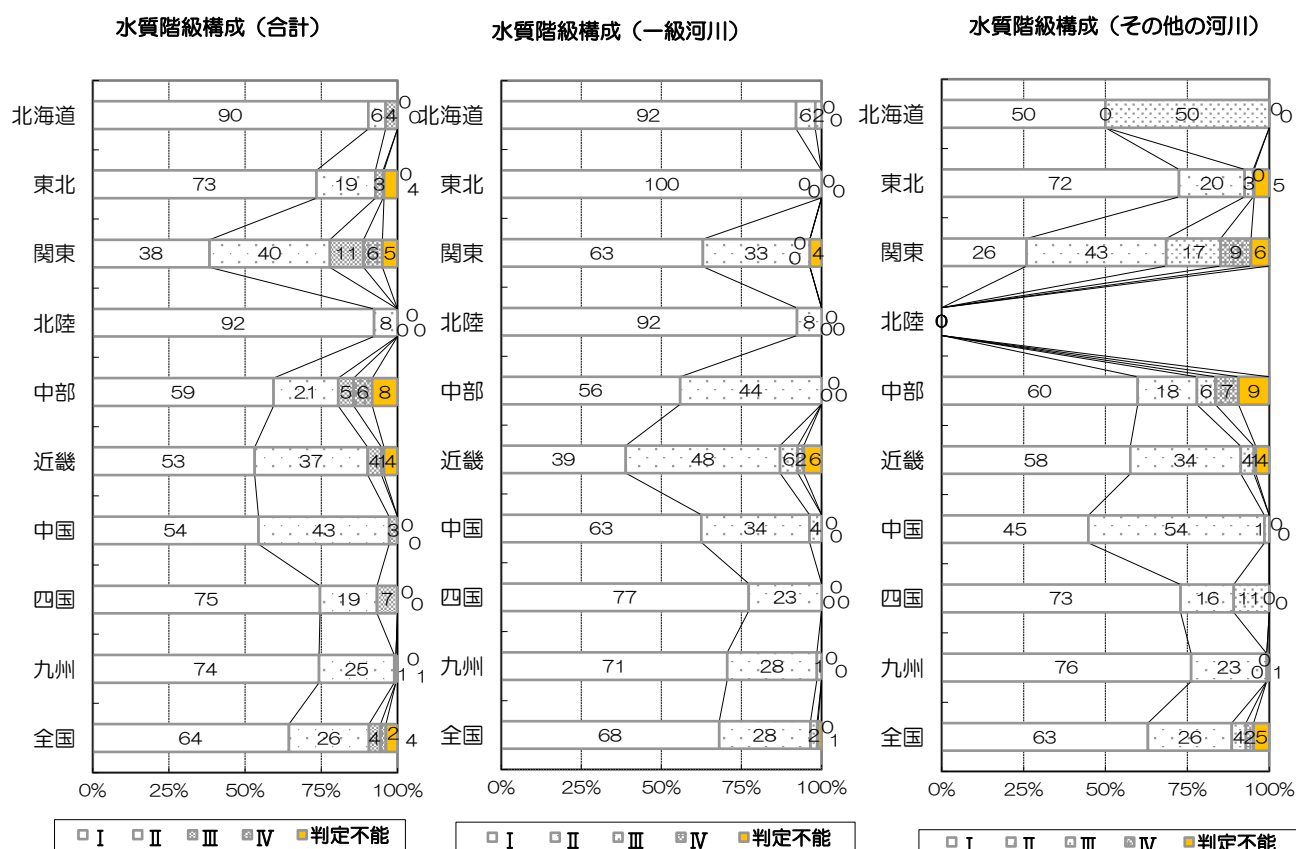 水質階級構成（合計）
北海道 90 6 4 0 0
東北 73 19 3 0 4
関東 38 40 11 6 5
北陸 92 8 0 0 0
中部 59 21 5 6 8
近畿 53 37 4 1 4
中国 54 43 3 0 0
四国 75 19 7 0 0
九州 74 25 1 0 1
全国 64 26 4 2 4
0% 25% 50% 75% 100%
Ⅰ Ⅱ Ⅲ Ⅳ 判定不能
水質階級構成（一級河川）
北海道 92 6 2 0 0
東北 100 0 0 0 0
関東 63 33 0 0 4
北陸 92 8 0 0 0
中部 56 44 0 0 0
近畿 39 48 6 2 6
中国 63 34 4 0 0
四国 77 23 0 0 0
九州 71 28 1 0 0
全国 68 28 2 0 1
0% 25% 50% 75% 100%
Ⅰ Ⅱ Ⅲ Ⅳ 判定不能
水質階級構成（その他の河川）
北海道 50 0 50 0 0
東北 72 20 3 0 5
関東 26 43 17 9 6
北陸 0
中部 60 18 6 7 9
近畿 58 34 4 1 4
中国 45 54 1 0 0
四国 73 16 11 0 0
九州 76 23 0 0 1
全国 63 26 4 2 5
0% 25% 50% 75% 100%
Ⅰ Ⅱ Ⅲ Ⅳ 判定不能